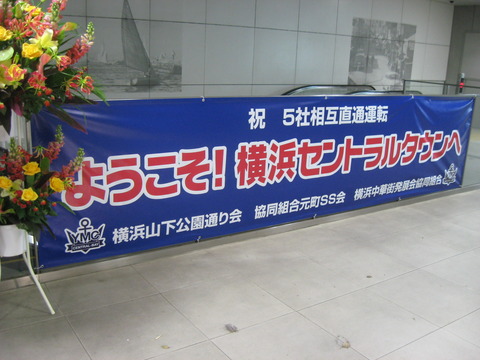 祝 5社相互直通運転
ようこそ!横浜セントラルタウンへ
横浜山下公園通り会 協同組合元町SS会 横浜中華街発展会協同組合